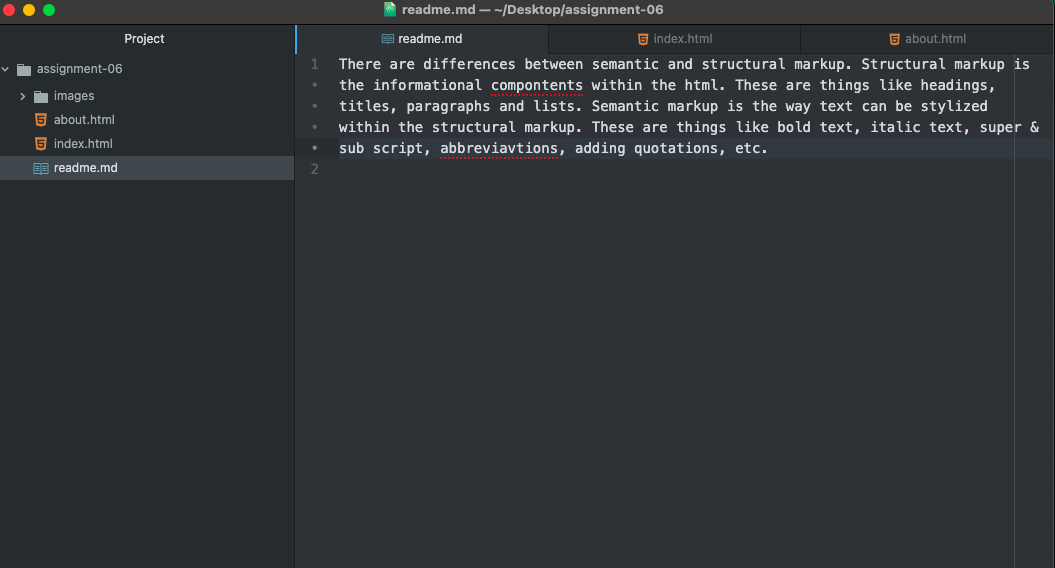 readme.md — ~/Desktop/assignment-06
Project
readme.md
index.html
about.html
assignment-06
images
about.html
index.html
readme.md
1 There are differences between semantic and structural markup. Structural markup is
• the informational compontents within the html. These are things like headings,
• titles, paragraphs and lists. Semantic markup is the way text can be stylized
• within the structural markup. These are things like bold text, italic text, super &
• sub script, abbreviavtions, adding quotations, etc.
2